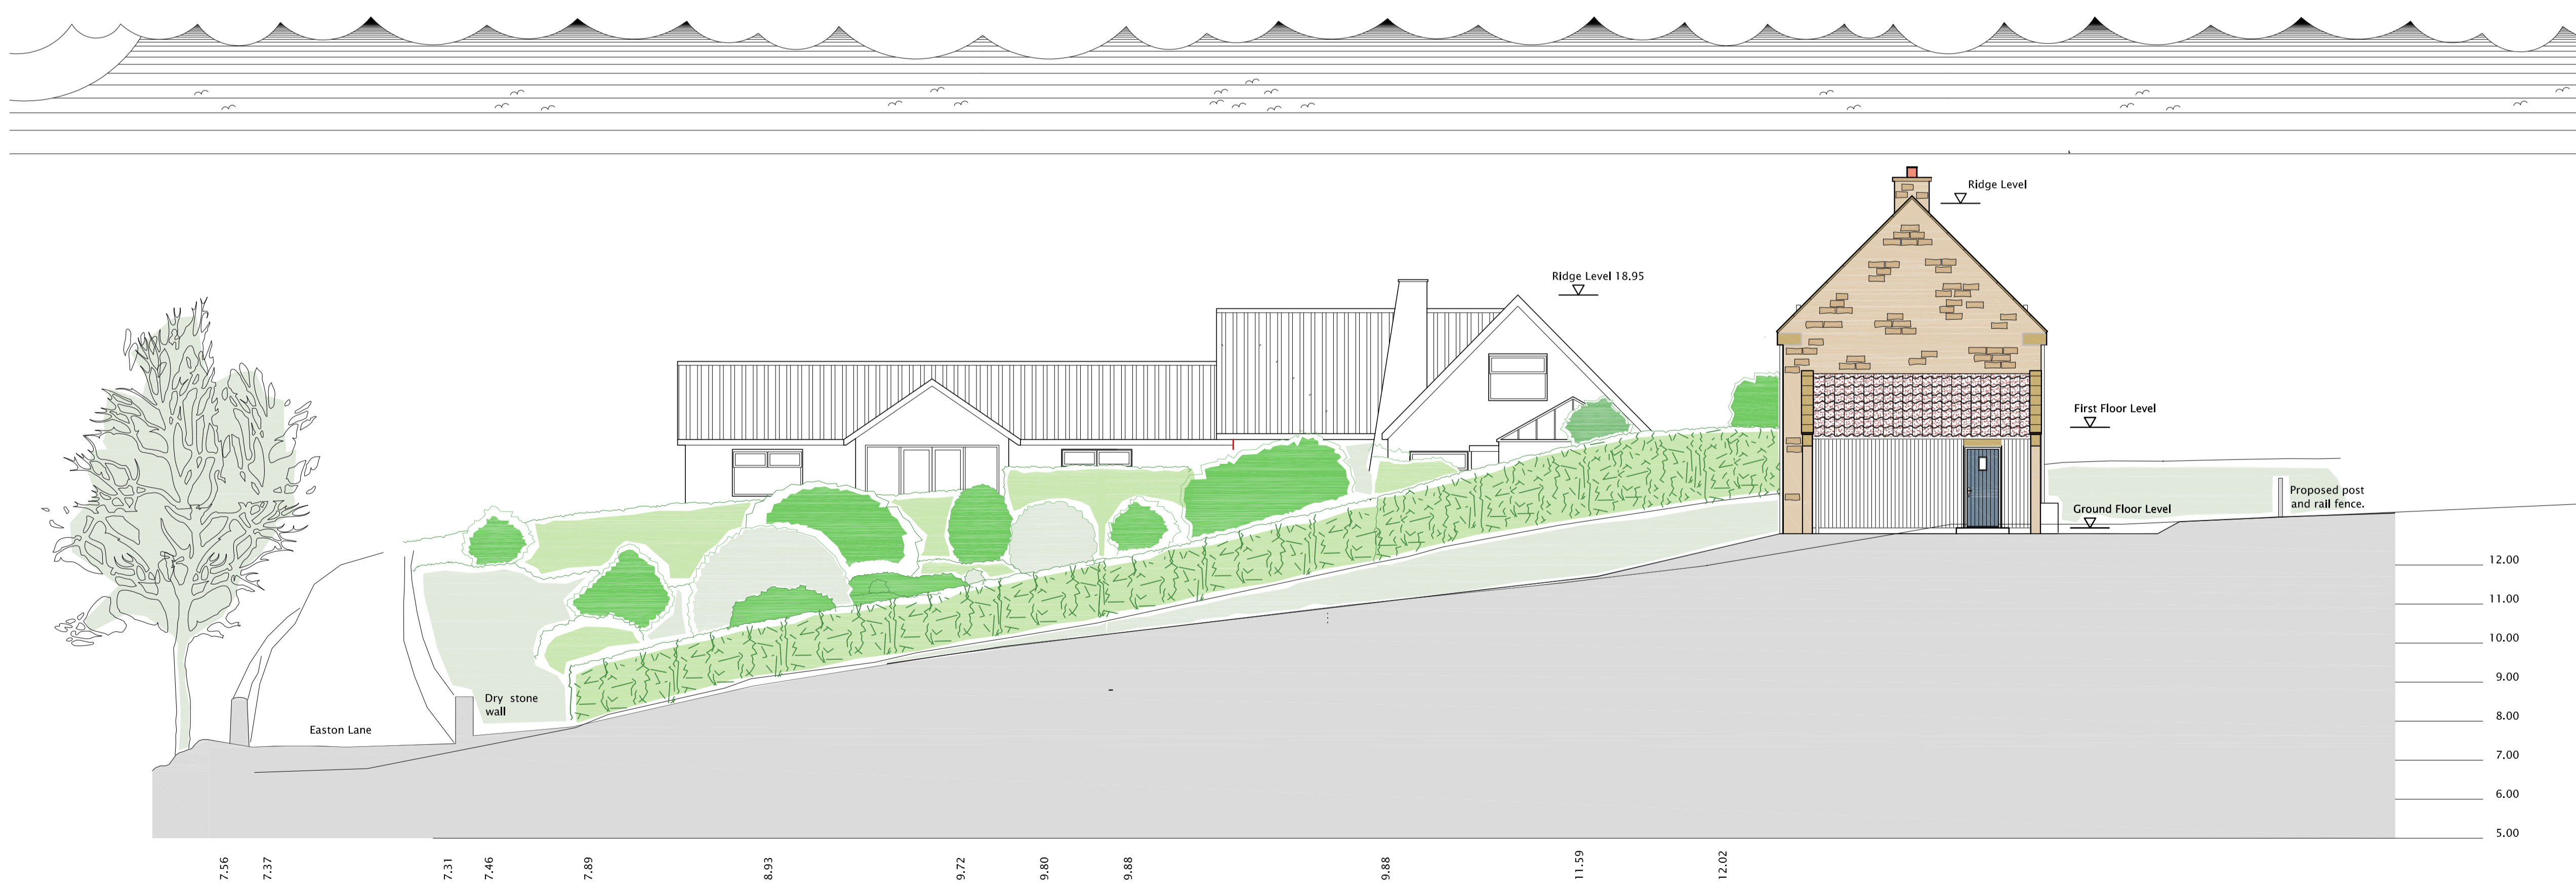 Ridge Level
Ridge Level 18.95
First Floor Level
Proposed post
and rail fence.
Ground Floor Level
12.00
11.00
10.00
9.00
Dry stone
wall
8.00
Easton Lane
7.00
6.00
5.00
7.56
7.37
7.31
7.46
7.89
8.93
9.72
9.80
9.88
9.88
11.59
12.02